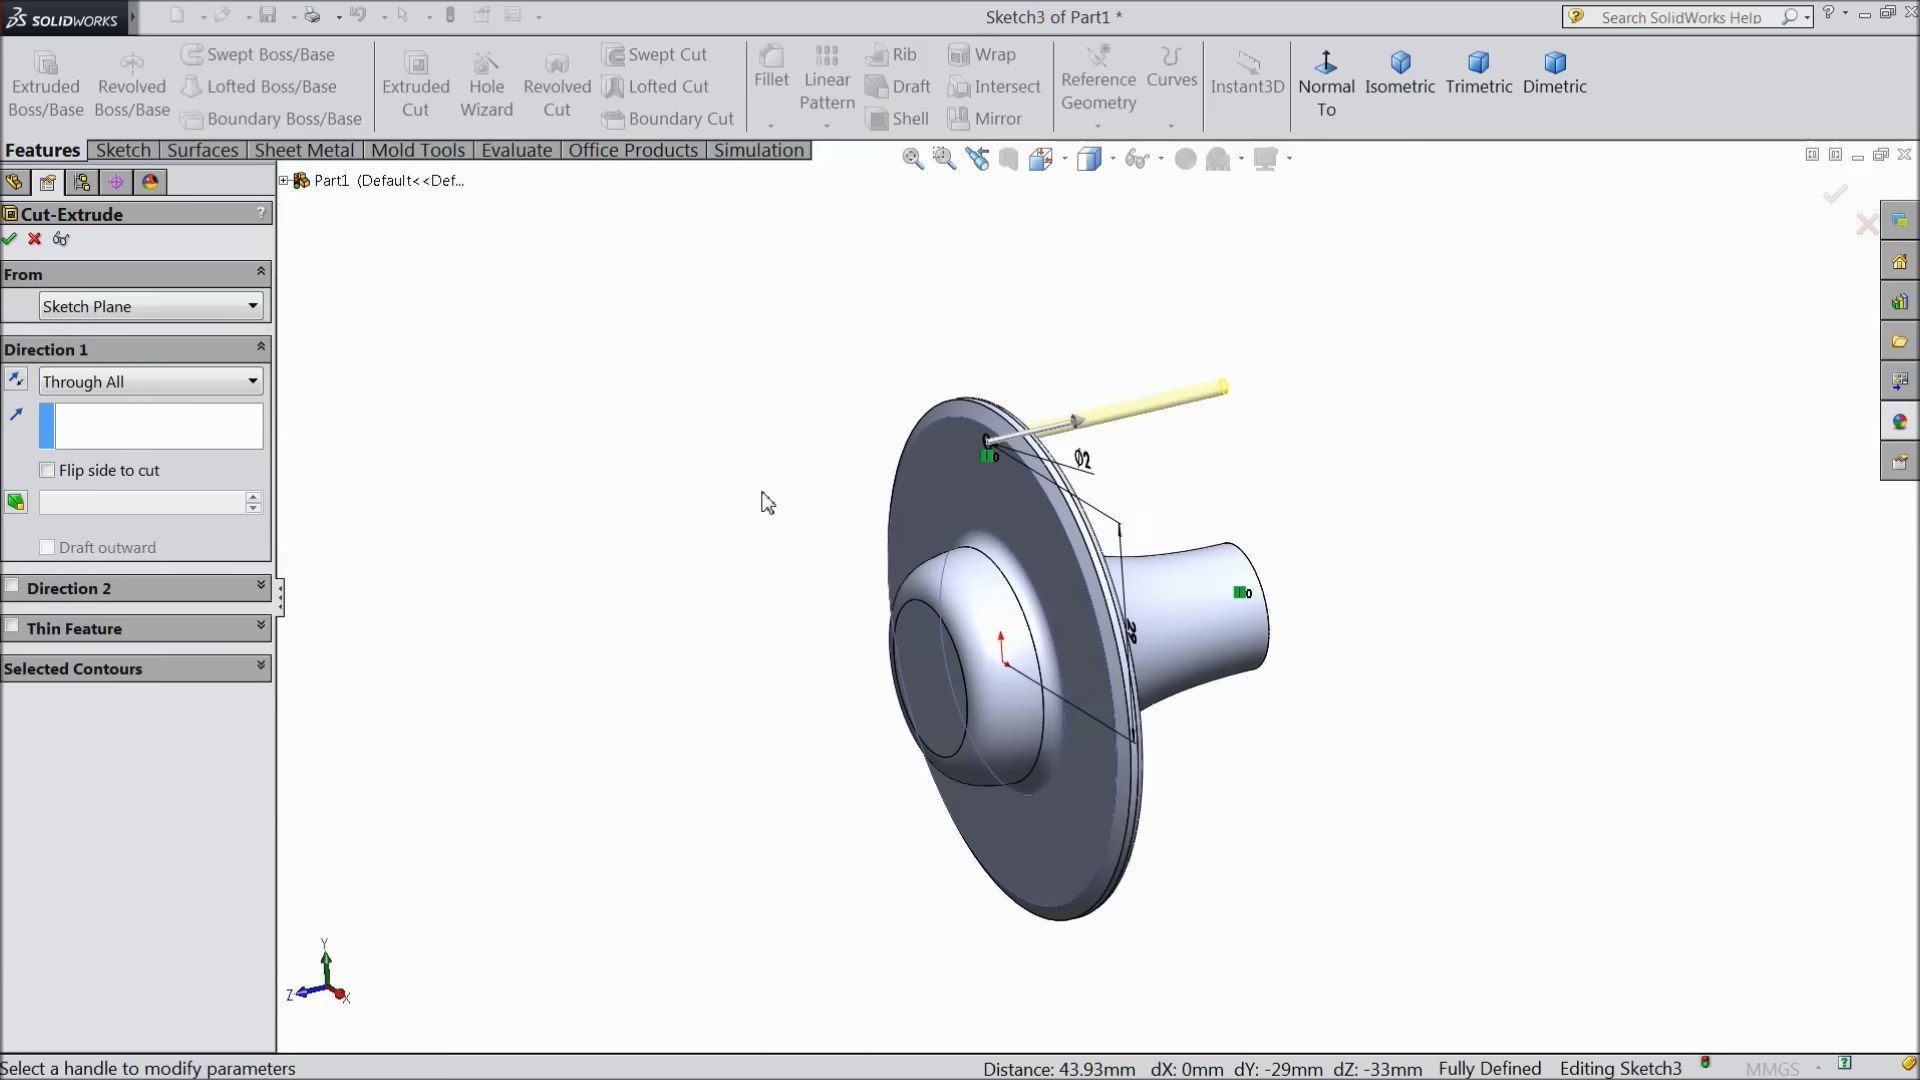 SOLIDWORKS
Sketch3 of Part1 *
Search SolidWorks Help
Extruded Boss/Base
Revolved Boss/Base
Swept Boss/Base
Lofted Boss/Base
Boundary Boss/Base
Extruded Cut
Hole Wizard
Revolved Cut
Swept Cut
Lofted Cut
Boundary Cut
Fillet
Linear Pattern
Rib
Draft
Shell
Wrap
Intersect
Mirror
Reference Geometry
Curves
Instant3D
Normal To
Isometric
Trimetric
Dimetric
Features
Sketch
Surfaces
Sheet Metal
Mold Tools
Evaluate
Office Products
Simulation
Part1 (Default<<Def...
Cut-Extrude
?
From
Sketch Plane
Direction 1
Through All
Flip side to cut
Draft outward
Direction 2
Thin Feature
Selected Contours
Ø2
29
0
0
Y
Z
X
Select a handle to modify parameters
Distance: 43.93mm dX: 0mm dY: -29mm dZ: -33mm
Fully Defined
Editing Sketch3
MMGS